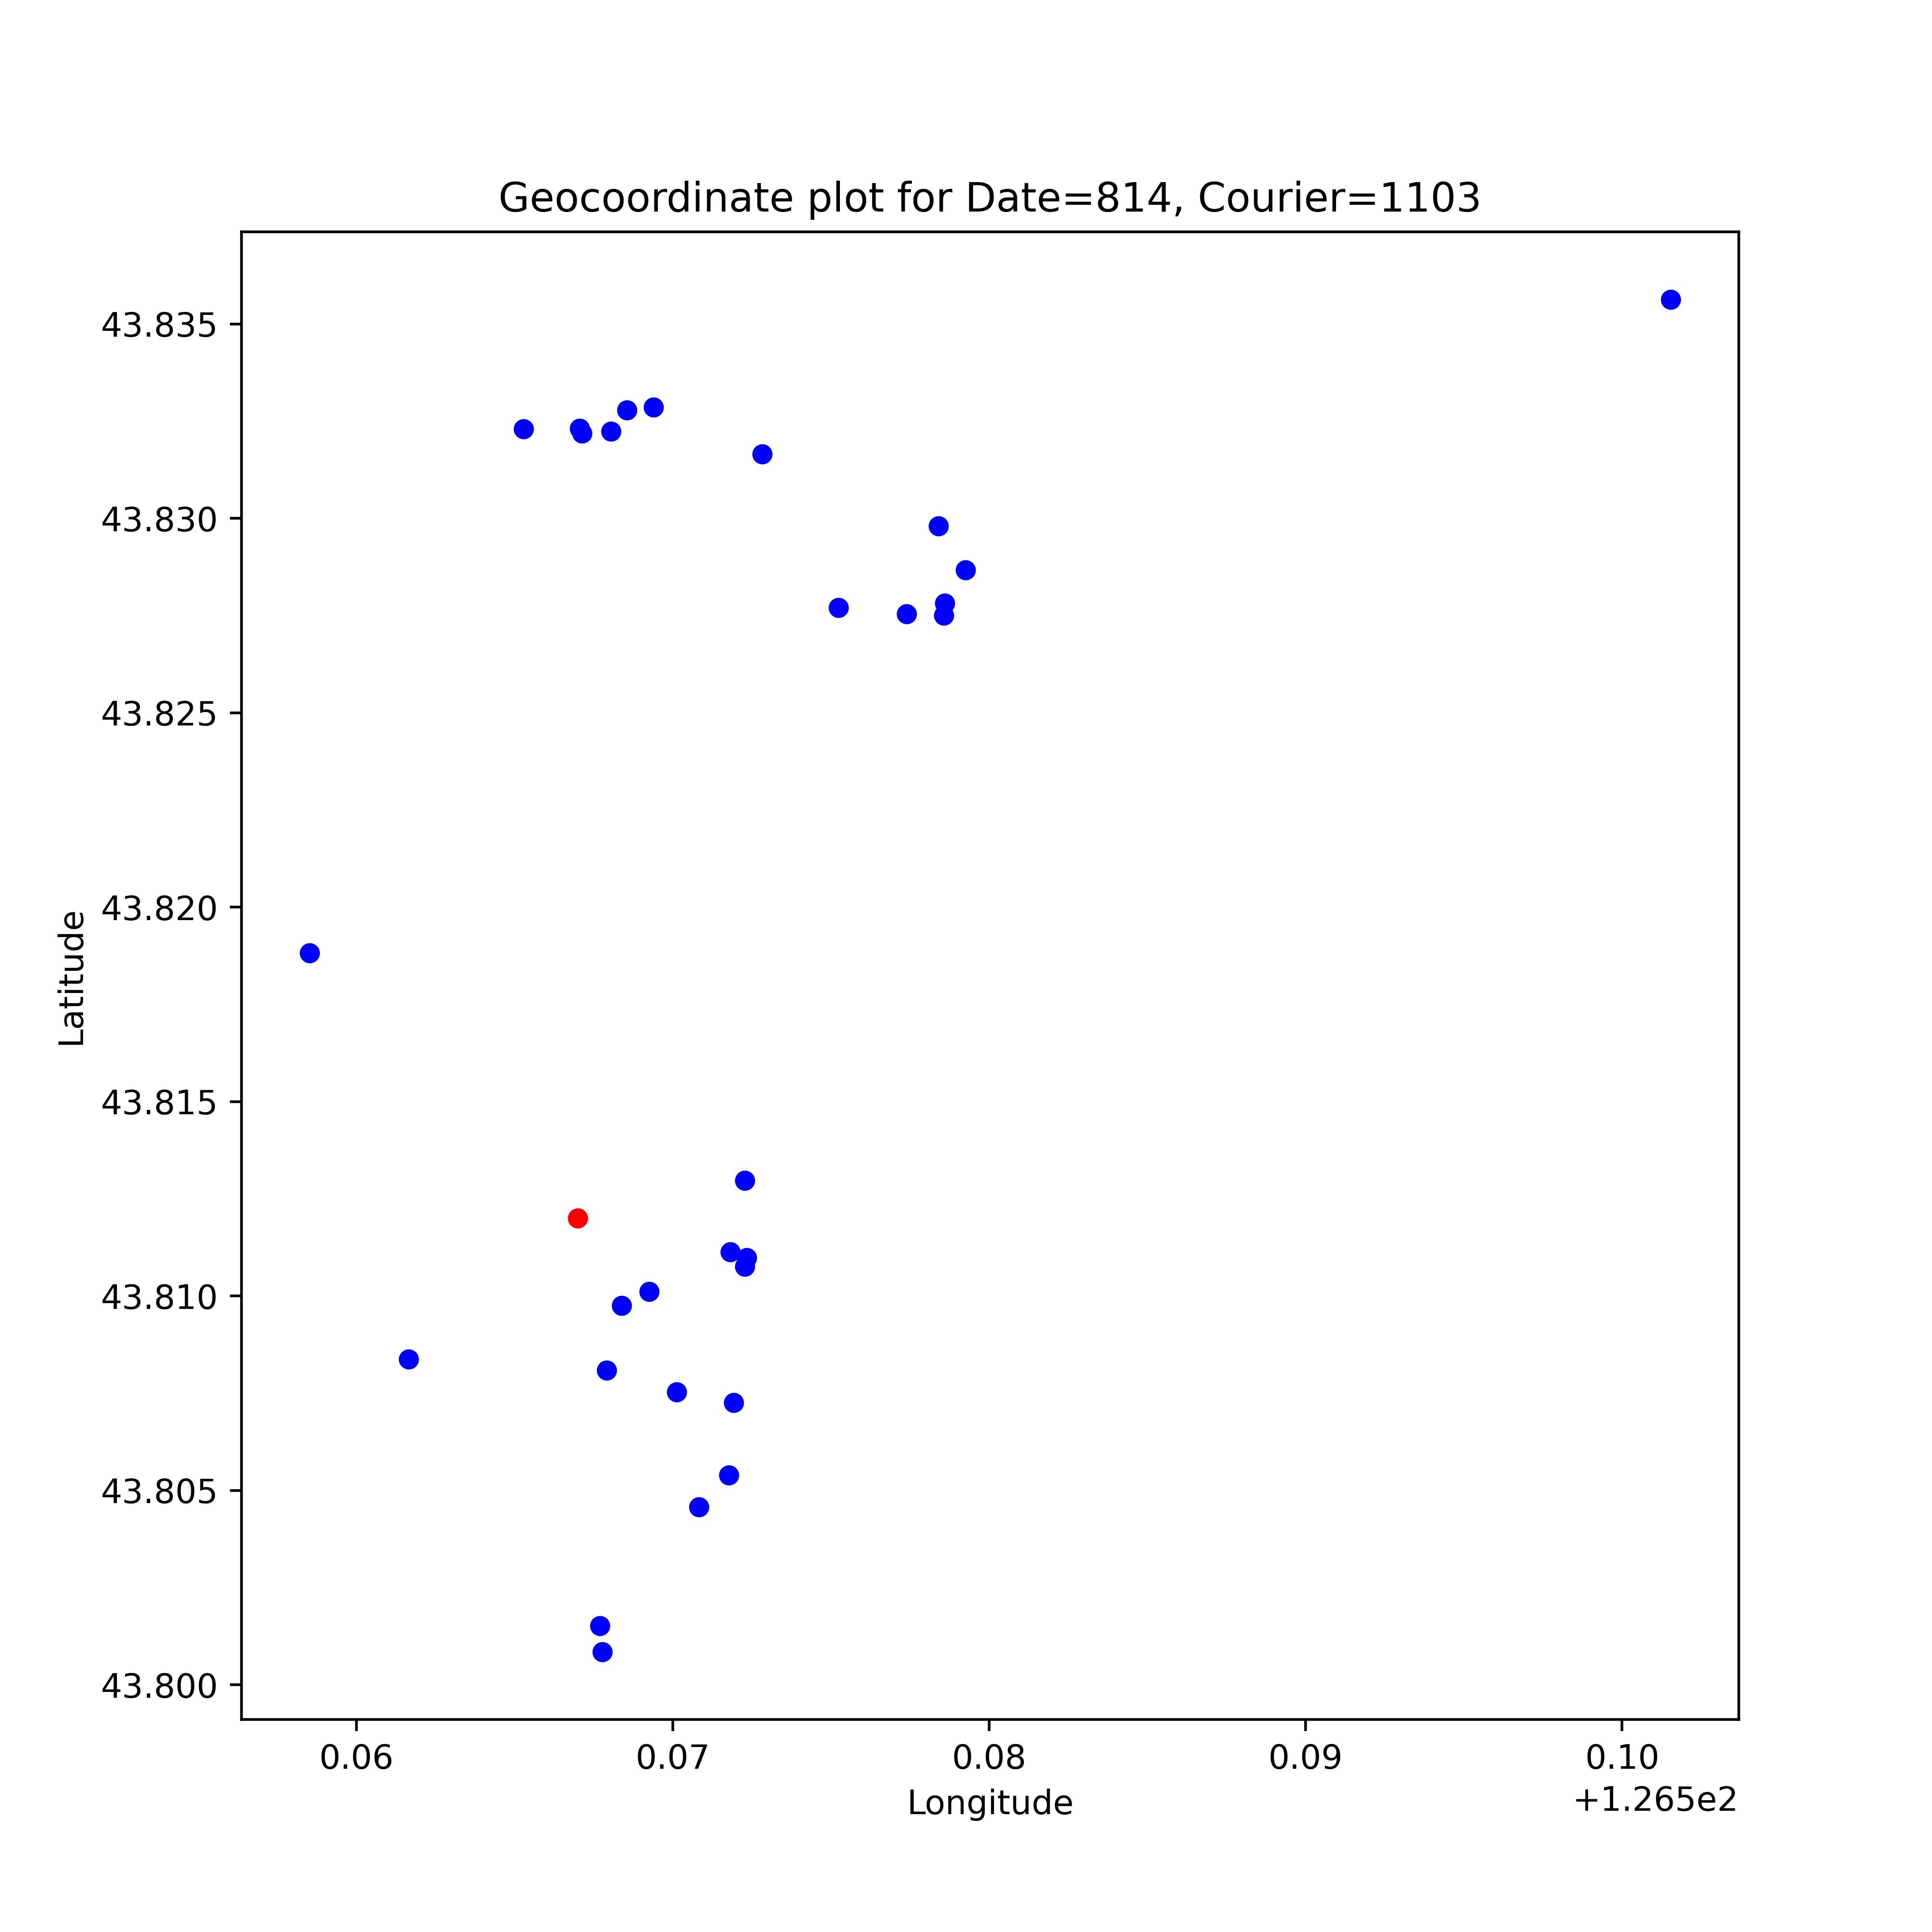 Geocoordinate plot for Date=814, Courier=1103
43.835
43.830
43.825
43.820
43.815
43.810
43.805
43.800
Latitude
0.06 0.07 0.08 0.09 0.10
+1.265e2
Longitude